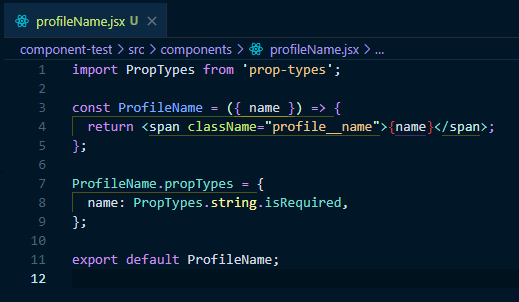 profileName.jsx U ×
component-test > src > components > profileName.jsx > ...
1 import PropTypes from 'prop-types';
2
3 const ProfileName = ({ name }) => {
4   return <span className="profile__name">{name}</span>;
5 };
6
7 ProfileName.propTypes = {
8   name: PropTypes.string.isRequired,
9 };
10
11 export default ProfileName;
12